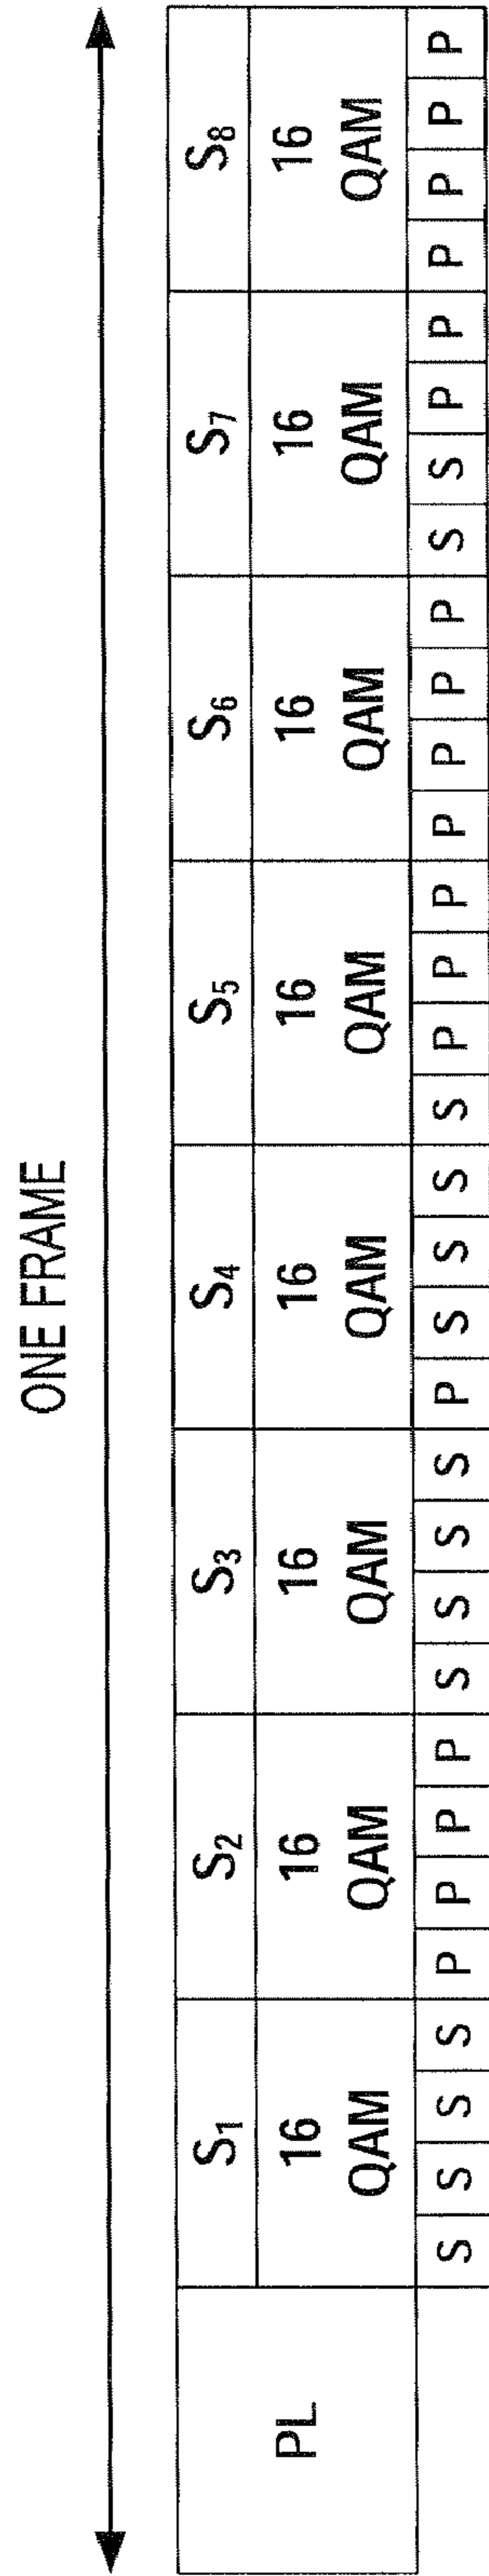 ONE FRAME
PL S₁ S₂ S₃ S₄ S₅ S₆ S₇ S₈
16 16 16 16 16 16 16 16
QAM QAM QAM QAM QAM QAM QAM QAM
S S S S P P P P S S S S P S S S S P P P P P P P S S P P P P P P